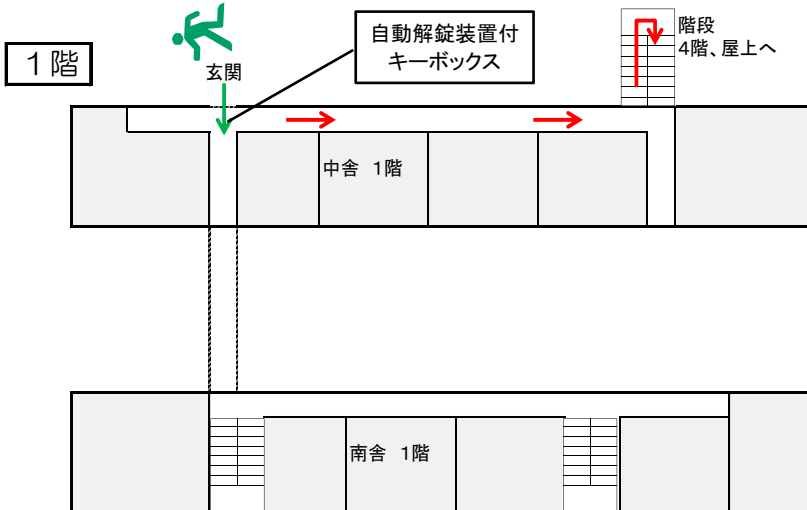 1階
玄関
自動解錠装置付
キーボックス
階段
4階、屋上へ
中舎 1階
南舎 1階